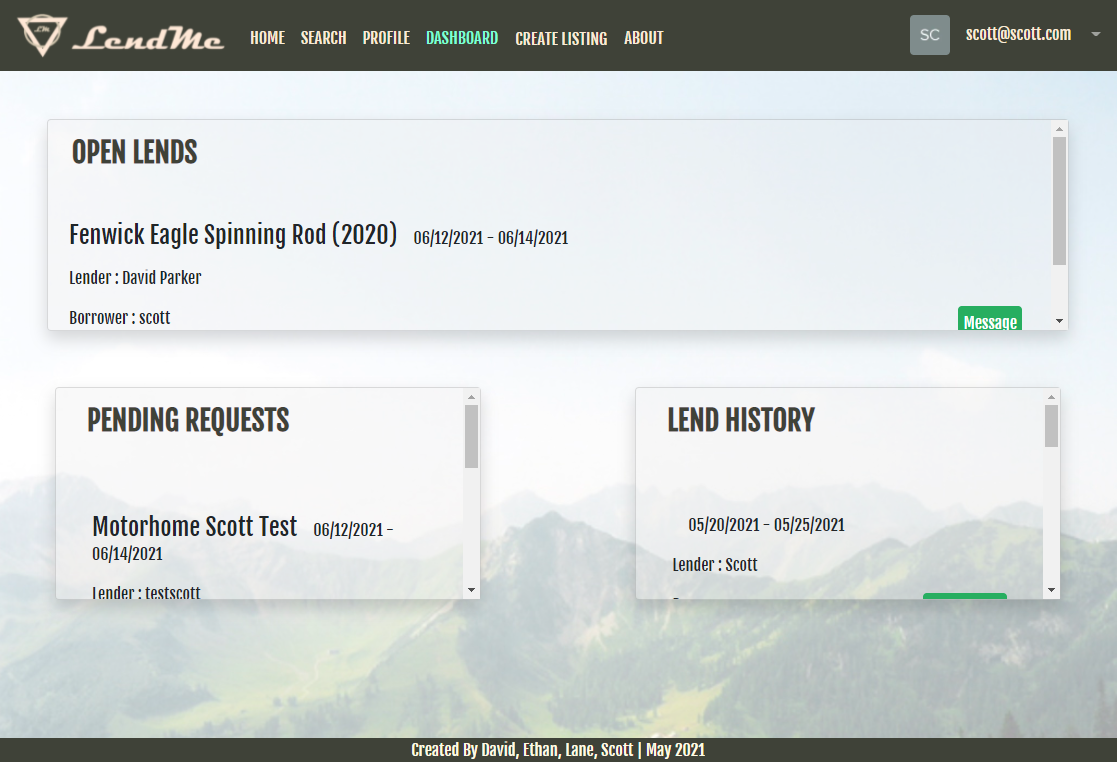 LM LendMe HOME SEARCH PROFILE DASHBOARD CREATE LISTING ABOUT SC scott@scott.com
OPEN LENDS
Fenwick Eagle Spinning Rod (2020) 06/12/2021 - 06/14/2021
Lender : David Parker
Borrower : scott
Message
PENDING REQUESTS
Motorhome Scott Test 06/12/2021 -
06/14/2021
Lender : testscott
LEND HISTORY
05/20/2021 - 05/25/2021
Lender : Scott
Created By David, Ethan, Lane, Scott | May 2021